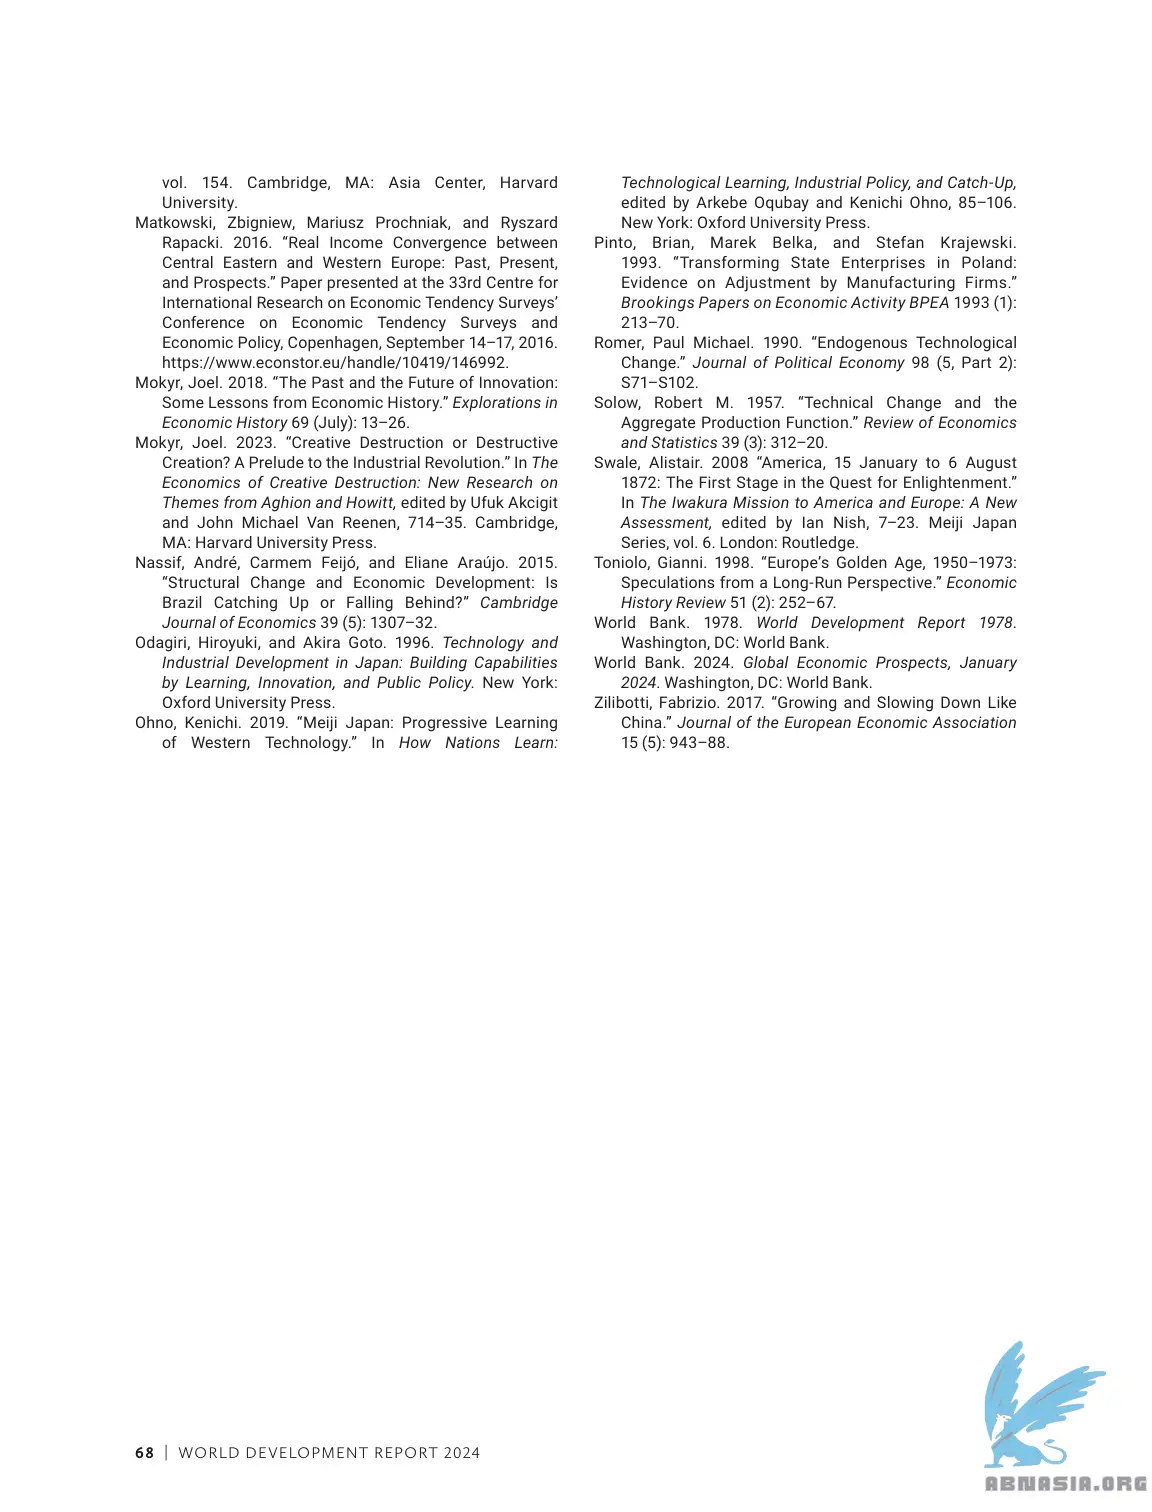 vol. 154. Cambridge, MA: Asia Center, Harvard
University.
Matkowski, Zbigniew, Mariusz Prochniak, and Ryszard
Rapacki. 2016. “Real Income Convergence between
Central Eastern and Western Europe: Past, Present,
and Prospects.” Paper presented at the 33rd Centre for
International Research on Economic Tendency Surveys’
Conference on Economic Tendency Surveys and
Economic Policy, Copenhagen, September 14–17, 2016.
https://www.econstor.eu/handle/10419/146992.
Mokyr, Joel. 2018. “The Past and the Future of Innovation:
Some Lessons from Economic History.” Explorations in
Economic History 69 (July): 13–26.
Mokyr, Joel. 2023. “Creative Destruction or Destructive
Creation? A Prelude to the Industrial Revolution.” In The
Economics of Creative Destruction: New Research on
Themes from Aghion and Howitt, edited by Ufuk Akcigit
and John Michael Van Reenen, 714–35. Cambridge,
MA: Harvard University Press.
Nassif, André, Carmem Feijó, and Eliane Araújo. 2015.
“Structural Change and Economic Development: Is
Brazil Catching Up or Falling Behind?” Cambridge
Journal of Economics 39 (5): 1307–32.
Odagiri, Hiroyuki, and Akira Goto. 1996. Technology and
Industrial Development in Japan: Building Capabilities
by Learning, Innovation, and Public Policy. New York:
Oxford University Press.
Ohno, Kenichi. 2019. “Meiji Japan: Progressive Learning
of Western Technology.” In How Nations Learn:
Technological Learning, Industrial Policy, and Catch-Up,
edited by Arkebe Oqubay and Kenichi Ohno, 85–106.
New York: Oxford University Press.
Pinto, Brian, Marek Belka, and Stefan Krajewski.
1993. “Transforming State Enterprises in Poland:
Evidence on Adjustment by Manufacturing Firms.”
Brookings Papers on Economic Activity BPEA 1993 (1):
213–70.
Romer, Paul Michael. 1990. “Endogenous Technological
Change.” Journal of Political Economy 98 (5, Part 2):
S71–S102.
Solow, Robert M. 1957. “Technical Change and the
Aggregate Production Function.” Review of Economics
and Statistics 39 (3): 312–20.
Swale, Alistair. 2008 “America, 15 January to 6 August
1872: The First Stage in the Quest for Enlightenment.”
In The Iwakura Mission to America and Europe: A New
Assessment, edited by Ian Nish, 7–23. Meiji Japan
Series, vol. 6. London: Routledge.
Toniolo, Gianni. 1998. “Europe’s Golden Age, 1950–1973:
Speculations from a Long-Run Perspective.” Economic
History Review 51 (2): 252–67.
World Bank. 1978. World Development Report 1978.
Washington, DC: World Bank.
World Bank. 2024. Global Economic Prospects, January
2024. Washington, DC: World Bank.
Zilibotti, Fabrizio. 2017. “Growing and Slowing Down Like
China.” Journal of the European Economic Association
15 (5): 943–88.
68 | WORLD DEVELOPMENT REPORT 2024
ABNASIA.ORG